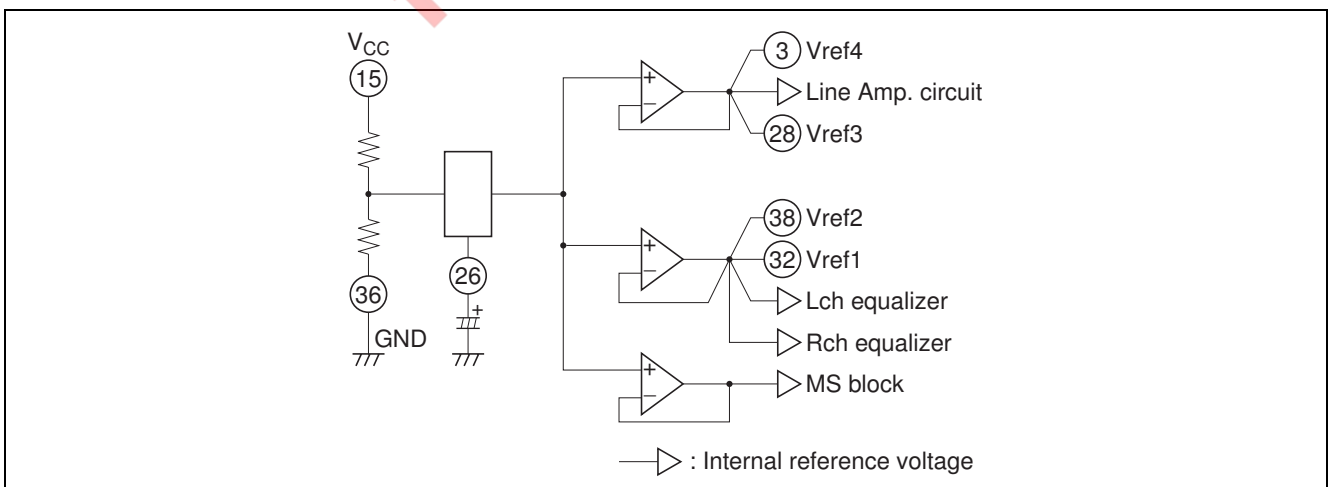 V_CC
15
36
GND
26
+
+
−
3 Vref4
Line Amp. circuit
28 Vref3
+
−
38 Vref2
32 Vref1
Lch equalizer
Rch equalizer
+
−
MS block
: Internal reference voltage